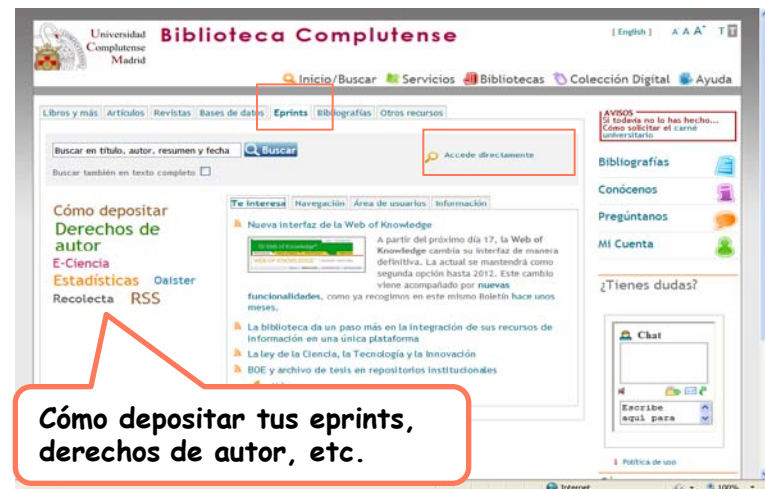 Universidad
Complutense
Madrid
Biblioteca Complutense
[ English ] A A A+ T T
Inicio/Buscar Servicios Bibliotecas Colección Digital Ayuda
Libros y más Artículos Revistas Bases de datos Eprints Bibliografías Otros recursos
Buscar en título, autor, resumen y fecha Buscar
Accede directamente
Buscar también en texto completo
AVISOS
Si todavía no lo has hecho...
Cómo solicitar el carné
universitario
Bibliografías
Conócenos
Pregúntanos
Mi Cuenta
¿Tienes dudas?
Cómo depositar
Derechos de
autor
E-Ciencia
Estadísticas Oaister
Recolecta RSS
Te interesa Navegación Área de usuarios Información
Nueva interfaz de la Web of Knowledge
A partir del próximo día 17, la Web of
Knowledge cambia su interfaz de manera
definitiva. La actual se mantendrá como
segunda opción hasta 2012. Este cambio
viene acompañado por nuevas
funcionalidades, como ya recogimos en este mismo Boletín hace unos
meses.
La biblioteca da un paso más en la integración de sus recursos de
información en una única plataforma
La ley de la Ciencia, la Tecnología y la Innovación
BOE y archivo de tesis en repositorios institucionales
Chat
Escribe
aquí para
Política de uso
Cómo depositar tus eprints,
derechos de autor, etc.
Internet 100%